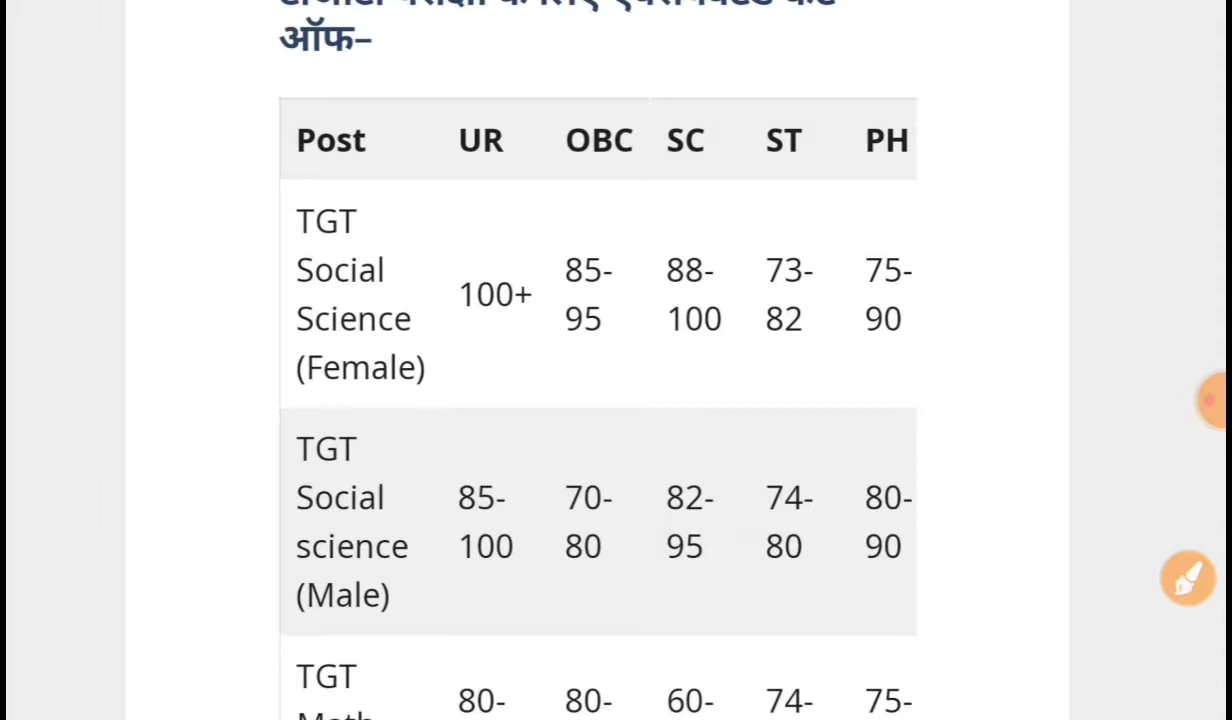 ऑफ–
Post UR OBC SC ST PH
TGT
Social
Science
(Female)
100+
85-
95
88-
100
73-
82
75-
90
TGT
Social
science
(Male)
85-
100
70-
80
82-
95
74-
80
80-
90
TGT
80- 80- 60- 74- 75-